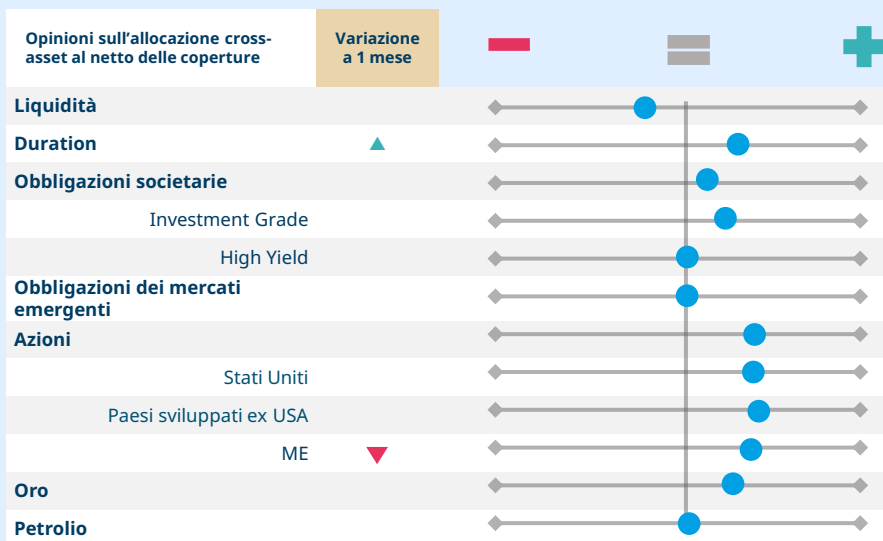 Opinioni sull’allocazione cross-
asset al netto delle coperture
Variazione
a 1 mese
Liquidità
Duration
Obbligazioni societarie
Investment Grade
High Yield
Obbligazioni dei mercati
emergenti
Azioni
Stati Uniti
Paesi sviluppati ex USA
ME
Oro
Petrolio